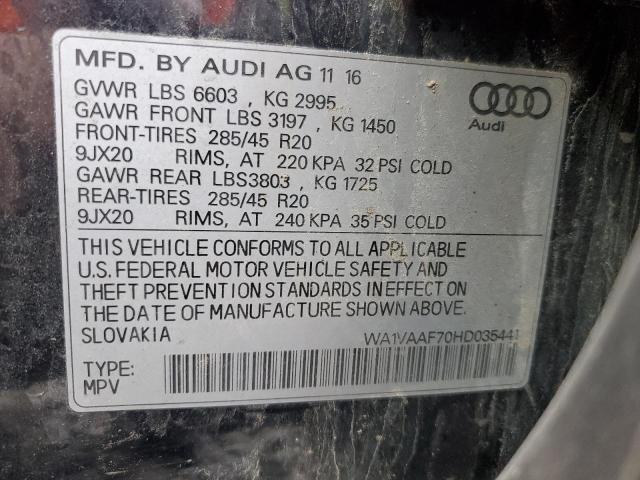 MFD. BY AUDI AG 11 16
GVWR LBS 6603 , KG 2995
GAWR FRONT LBS 3197 , KG 1450
FRONT-TIRES 285/45 R20
9JX20 RIMS, AT 220 KPA 32 PSI COLD
GAWR REAR LBS3803 , KG 1725
REAR-TIRES 285/45 R20
9JX20 RIMS, AT 240 KPA 35 PSI COLD
Audi
THIS VEHICLE CONFORMS TO ALL APPLICABLE
U.S. FEDERAL MOTOR VEHICLE SAFETY AND
THEFT PREVENTION STANDARDS IN EFFECT ON
THE DATE OF MANUFACTURE SHOWN ABOVE.
SLOVAKIA WA1VAAF70HD035441
TYPE:
MPV